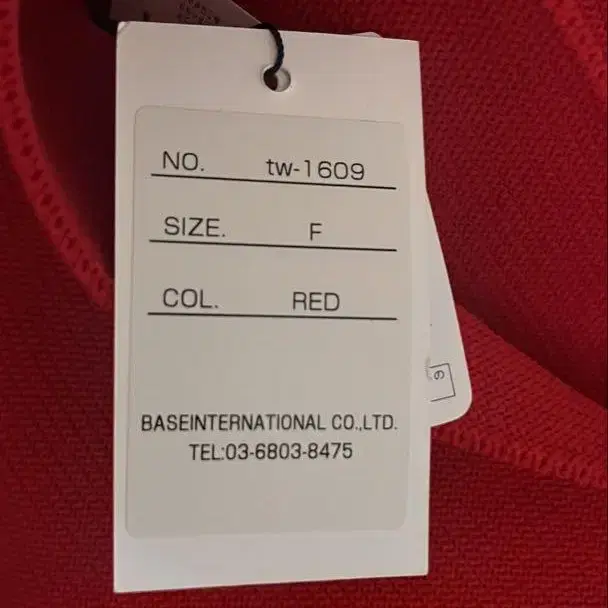 NO. tw-1609
SIZE. F
COL. RED
BASEINTERNATIONAL CO.,LTD.
TEL:03-6803-8475